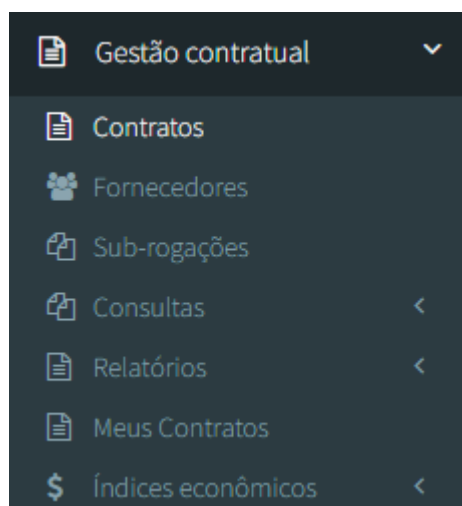 Gestão contratual
Contratos
Fornecedores
Sub-rogações
Consultas
Relatórios
Meus Contratos
Índices econômicos